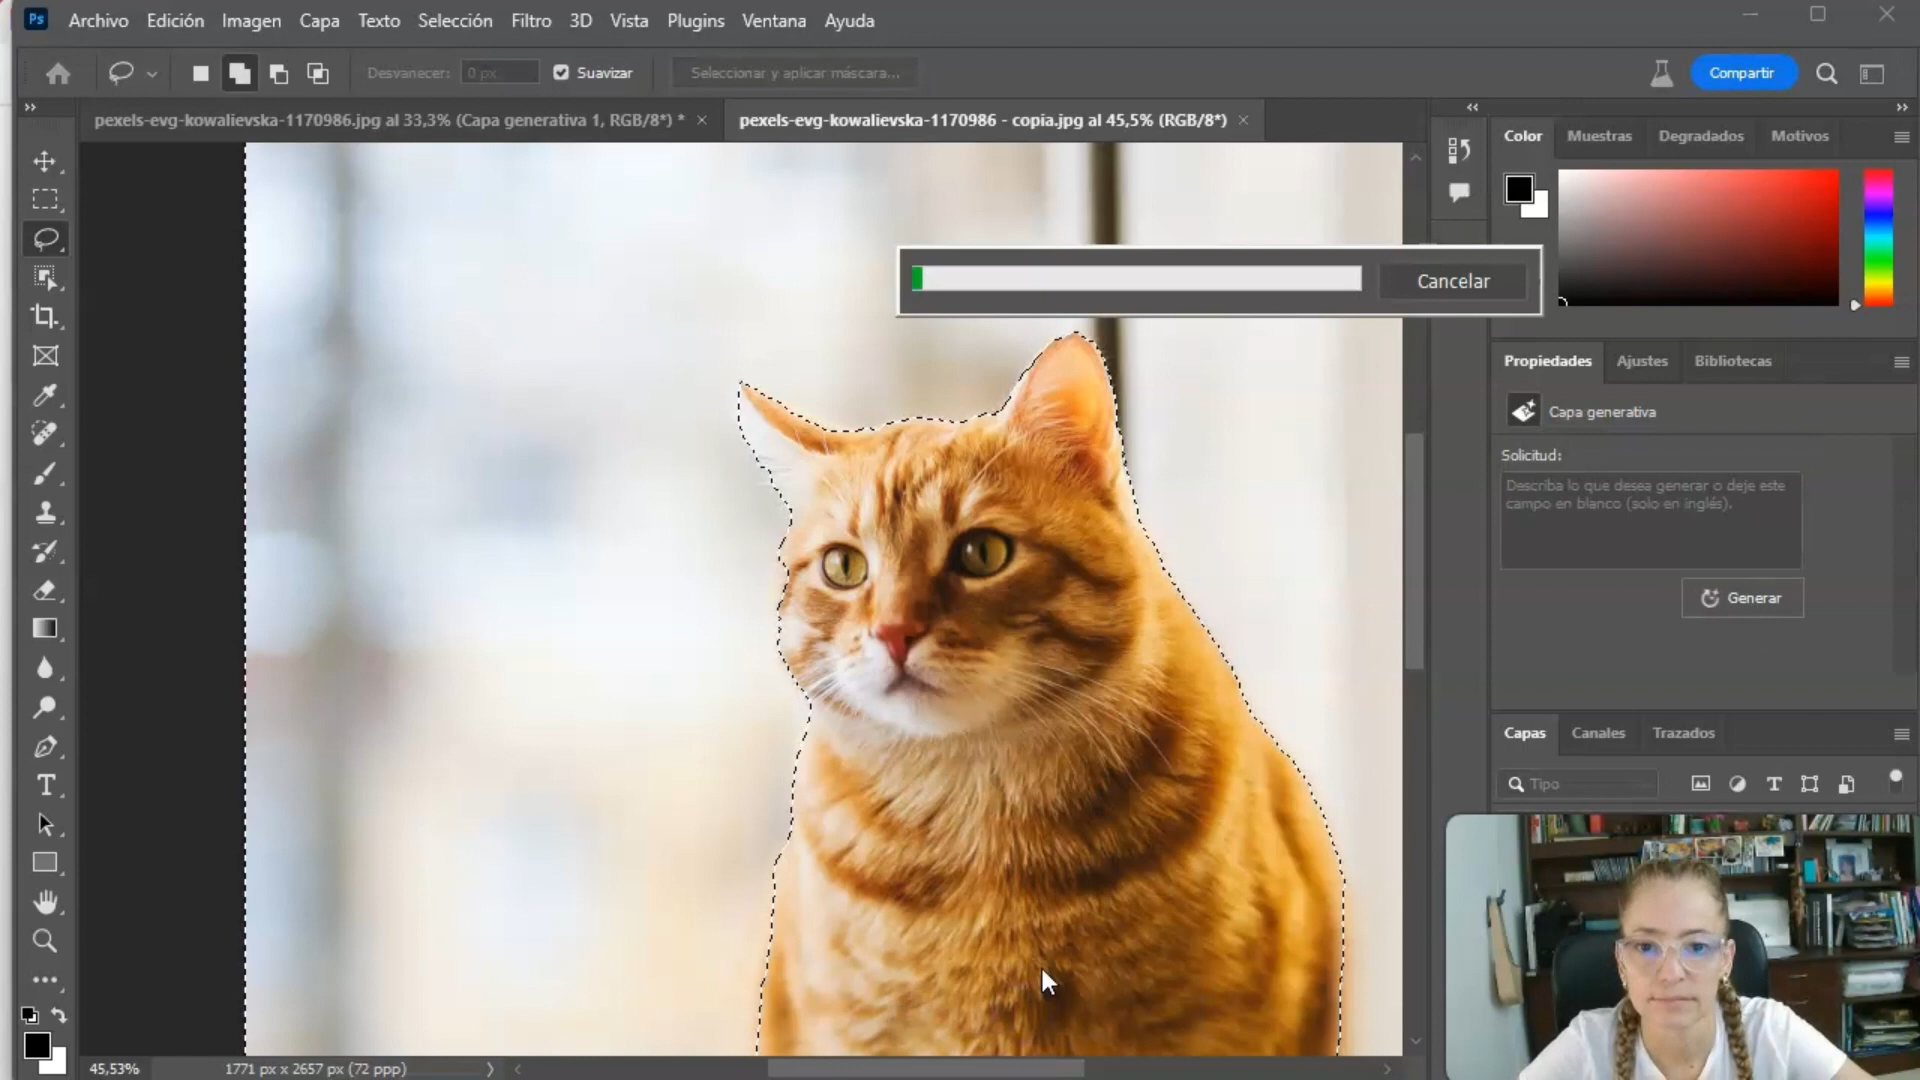 Ps Archivo Edición Imagen Capa Texto Selección Filtro 3D Vista Plugins Ventana Ayuda
Desvanecer: 0 px Suavizar Seleccionar y aplicar máscara... Compartir
pexels-evg-kowalievska-1170986.jpg al 33,3% (Capa generativa 1, RGB/8*) * ×
pexels-evg-kowalievska-1170986 - copia.jpg al 45,5% (RGB/8*) ×
Color Muestras Degradados Motivos
Cancelar
Propiedades Ajustes Bibliotecas
Capa generativa
Solicitud:
Describa lo que desea generar o deje este
campo en blanco (solo en inglés).
Generar
Capas Canales Trazados
Tipo
45,53% 1771 px x 2657 px (72 ppp)